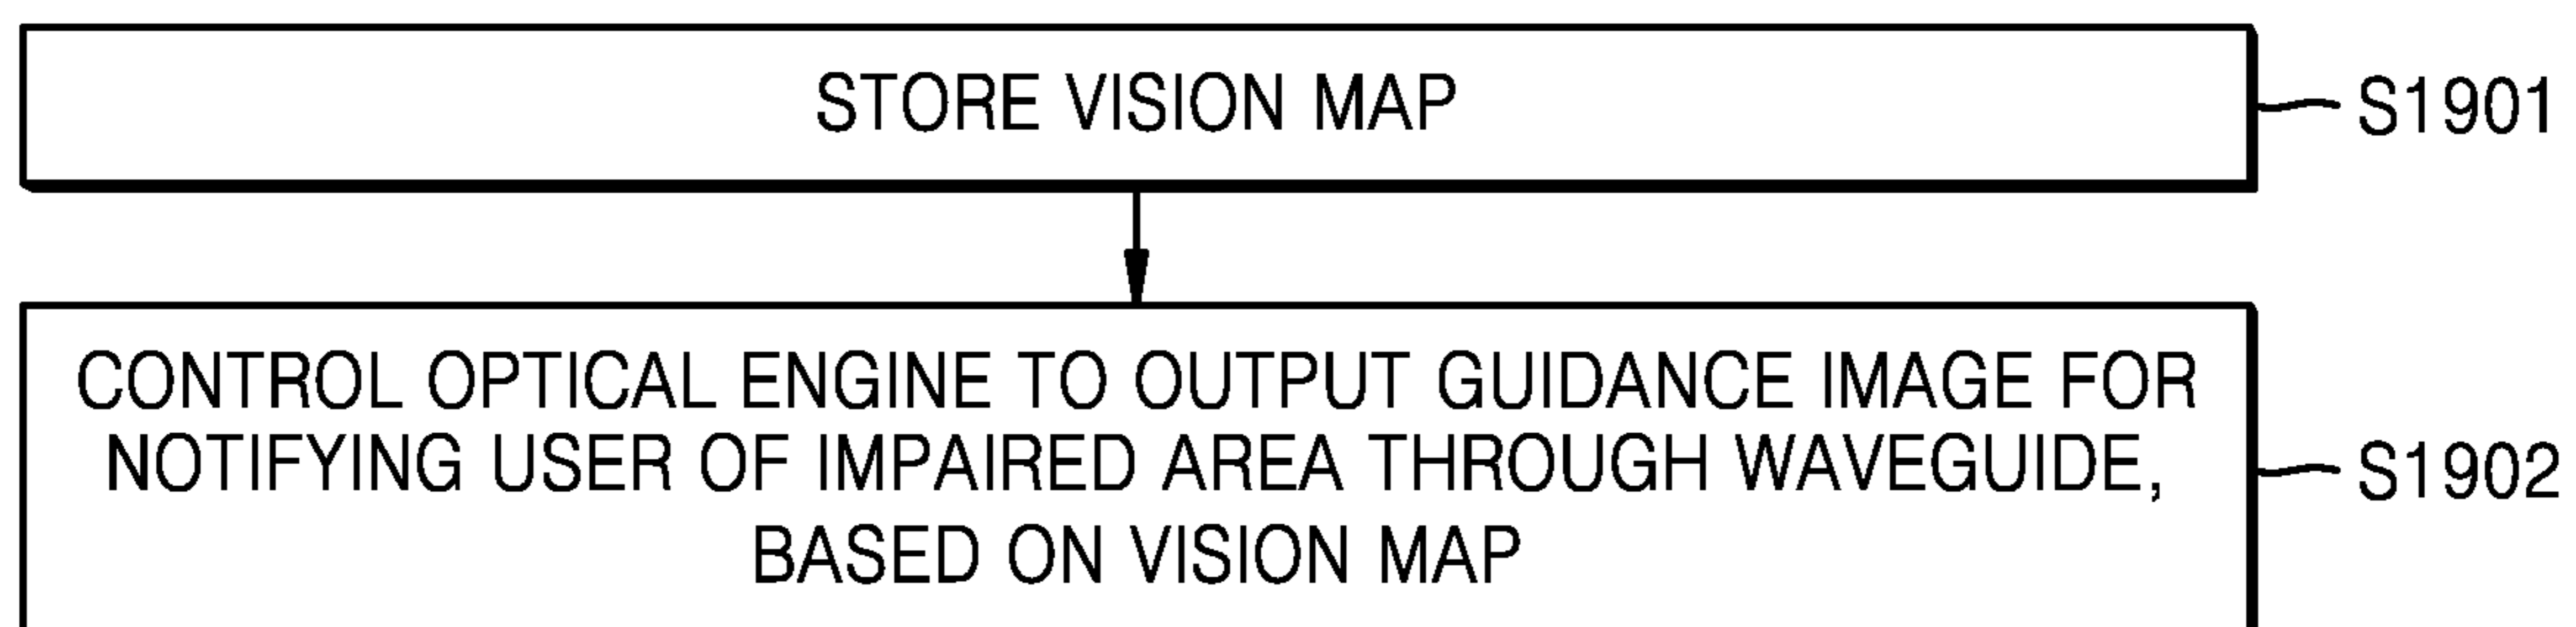 STORE VISION MAP
S1901
CONTROL OPTICAL ENGINE TO OUTPUT GUIDANCE IMAGE FOR
NOTIFYING USER OF IMPAIRED AREA THROUGH WAVEGUIDE,
BASED ON VISION MAP
S1902